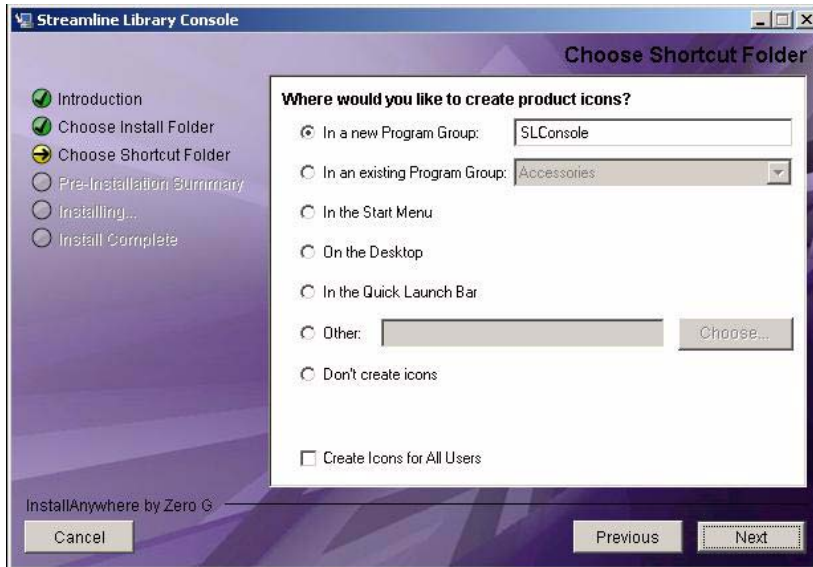 Streamline Library Console
Choose Shortcut Folder
Introduction
Choose Install Folder
Choose Shortcut Folder
Pre-Installation Summary
Installing...
Install Complete
Where would you like to create product icons?
In a new Program Group: SLConsole
In an existing Program Group: Accessories
In the Start Menu
On the Desktop
In the Quick Launch Bar
Other: Choose...
Don't create icons
Create Icons for All Users
InstallAnywhere by Zero G
Cancel Previous Next